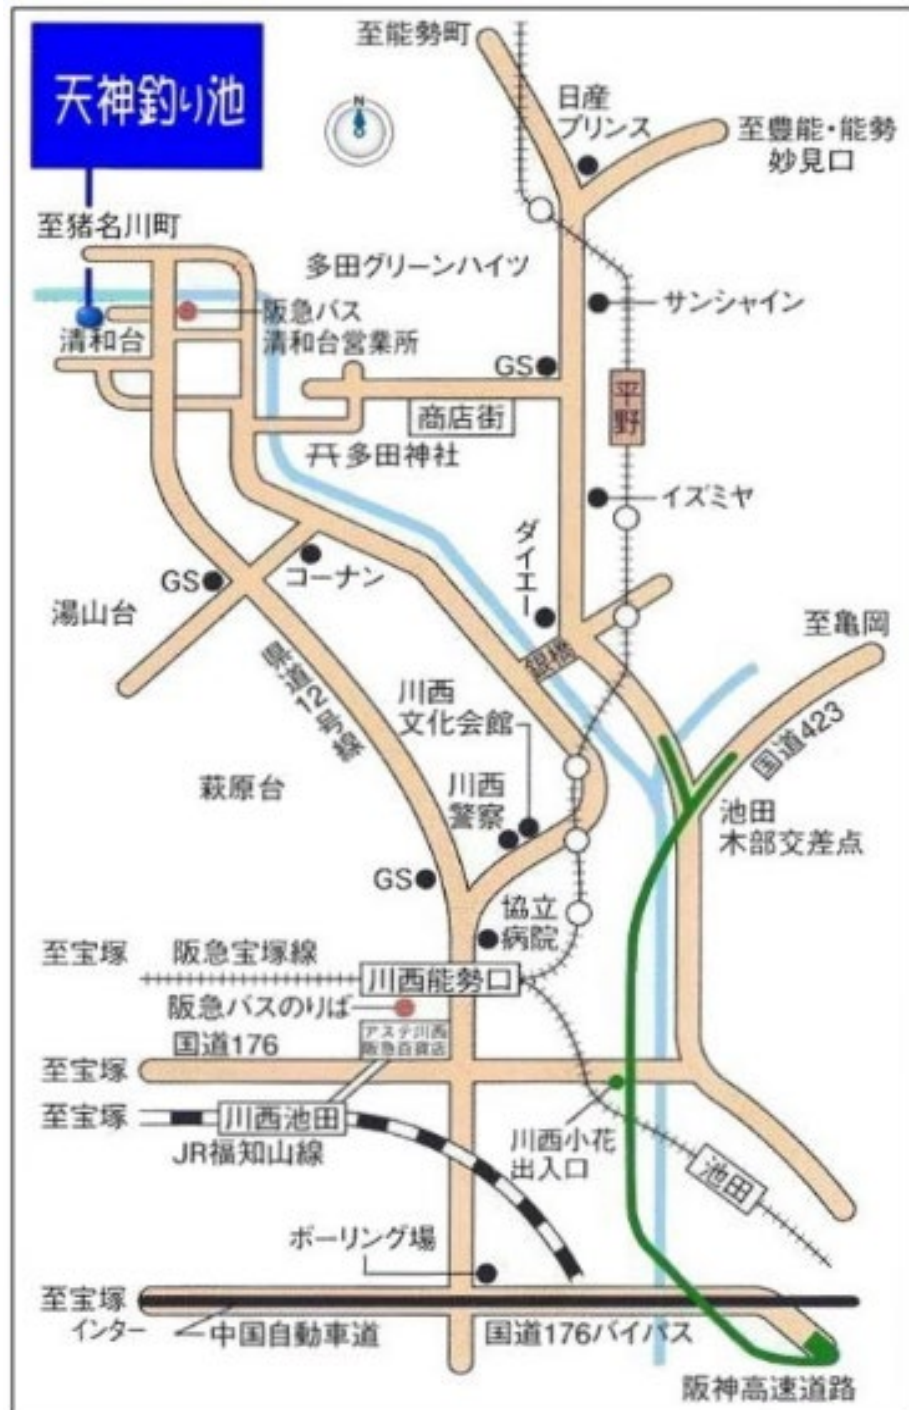 至能勢町
天神釣り池
N
日産
プリンス
至豊能・能勢
妙見口
至猪名川町
多田グリーンハイツ
阪急バス
清和台営業所
サンシャイン
清和台
GS
平野
商店街
多田神社
イズミヤ
ダイエー
GS
コーナン
湯山台
至亀岡
銀橋
県道12号線
川西
文化会館
国道423
萩原台
川西
警察
池田
木部交差点
GS
協立
病院
至宝塚
阪急宝塚線
川西能勢口
阪急バスのりば
アステ川西
阪急百貨店
国道176
至宝塚
至宝塚
川西池田
JR福知山線
川西小花
出入口
池田
ボーリング場
至宝塚
インター
中国自動車道
国道176バイパス
阪神高速道路